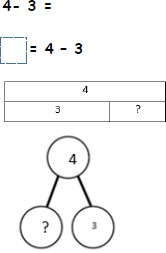 4- 3 =
= 4 - 3
4
3 ?
4
? 3